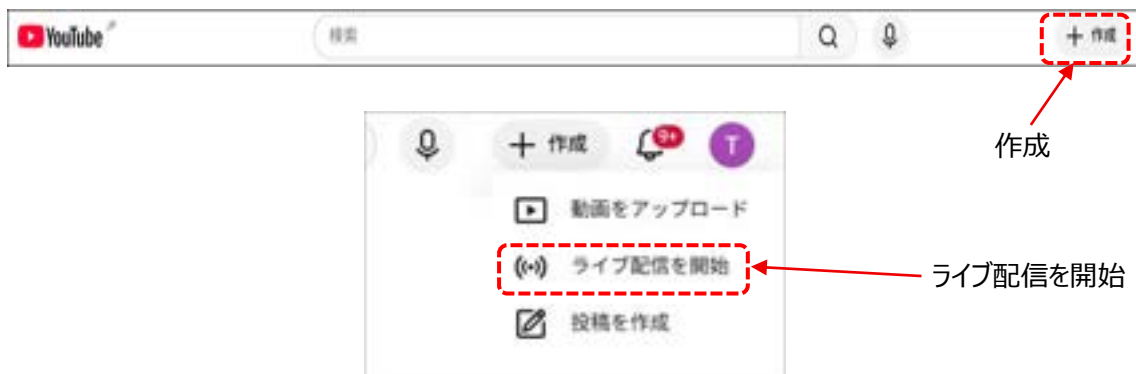 YouTube JP
検索
+ 作成
作成
+ 作成
9+
T
動画をアップロード
ライブ配信を開始
ライブ配信を開始
投稿を作成